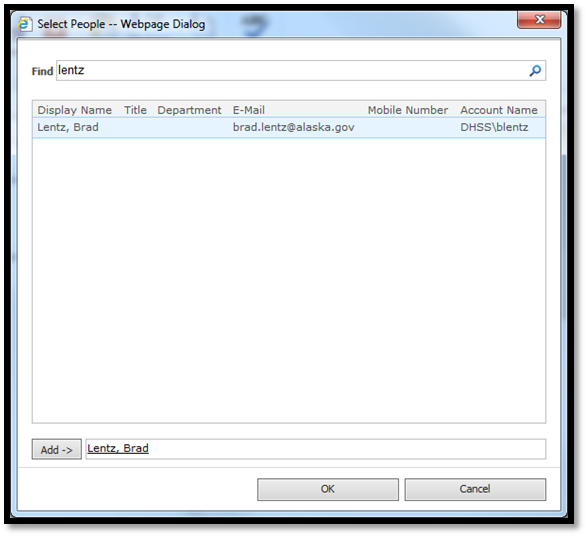 Select People -- Webpage Dialog
Find lentz
Display Name Title Department E-Mail Mobile Number Account Name
Lentz, Brad brad.lentz@alaska.gov DHSS\blentz
Add -> Lentz, Brad
OK Cancel